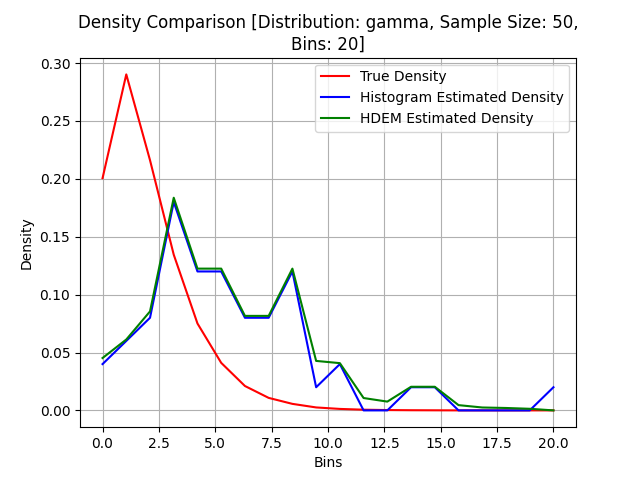 Density Comparison [Distribution: gamma, Sample Size: 50,
Bins: 20]
True Density
Histogram Estimated Density
HDEM Estimated Density
Density
0.30
0.25
0.20
0.15
0.10
0.05
0.00
0.0 2.5 5.0 7.5 10.0 12.5 15.0 17.5 20.0
Bins